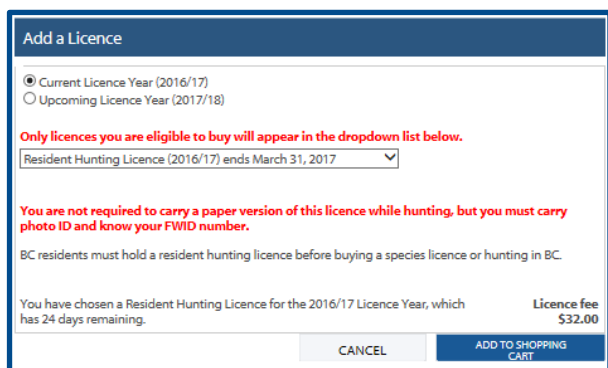 Add a Licence
Current Licence Year (2016/17)
Upcoming Licence Year (2017/18)
Only licences you are eligible to buy will appear in the dropdown list below.
Resident Hunting Licence (2016/17) ends March 31, 2017
You are not required to carry a paper version of this licence while hunting, but you must carry
photo ID and know your FWID number.
BC residents must hold a resident hunting licence before buying a species licence or hunting in BC.
You have chosen a Resident Hunting Licence for the 2016/17 Licence Year, which
has 24 days remaining.
Licence fee
$32.00
CANCEL
ADD TO SHOPPING
CART